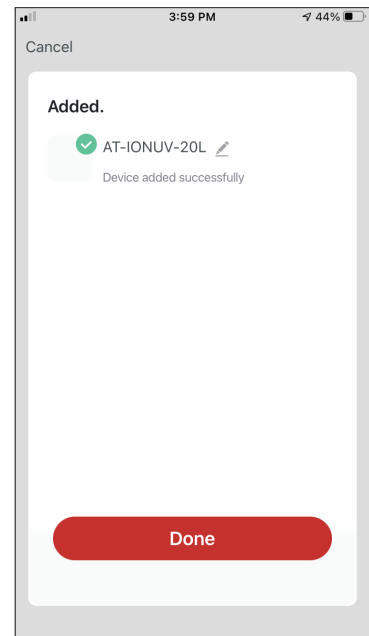 3:59 PM 44%
Cancel
Added.
AT-IONUV-20L
Device added successfully
Done